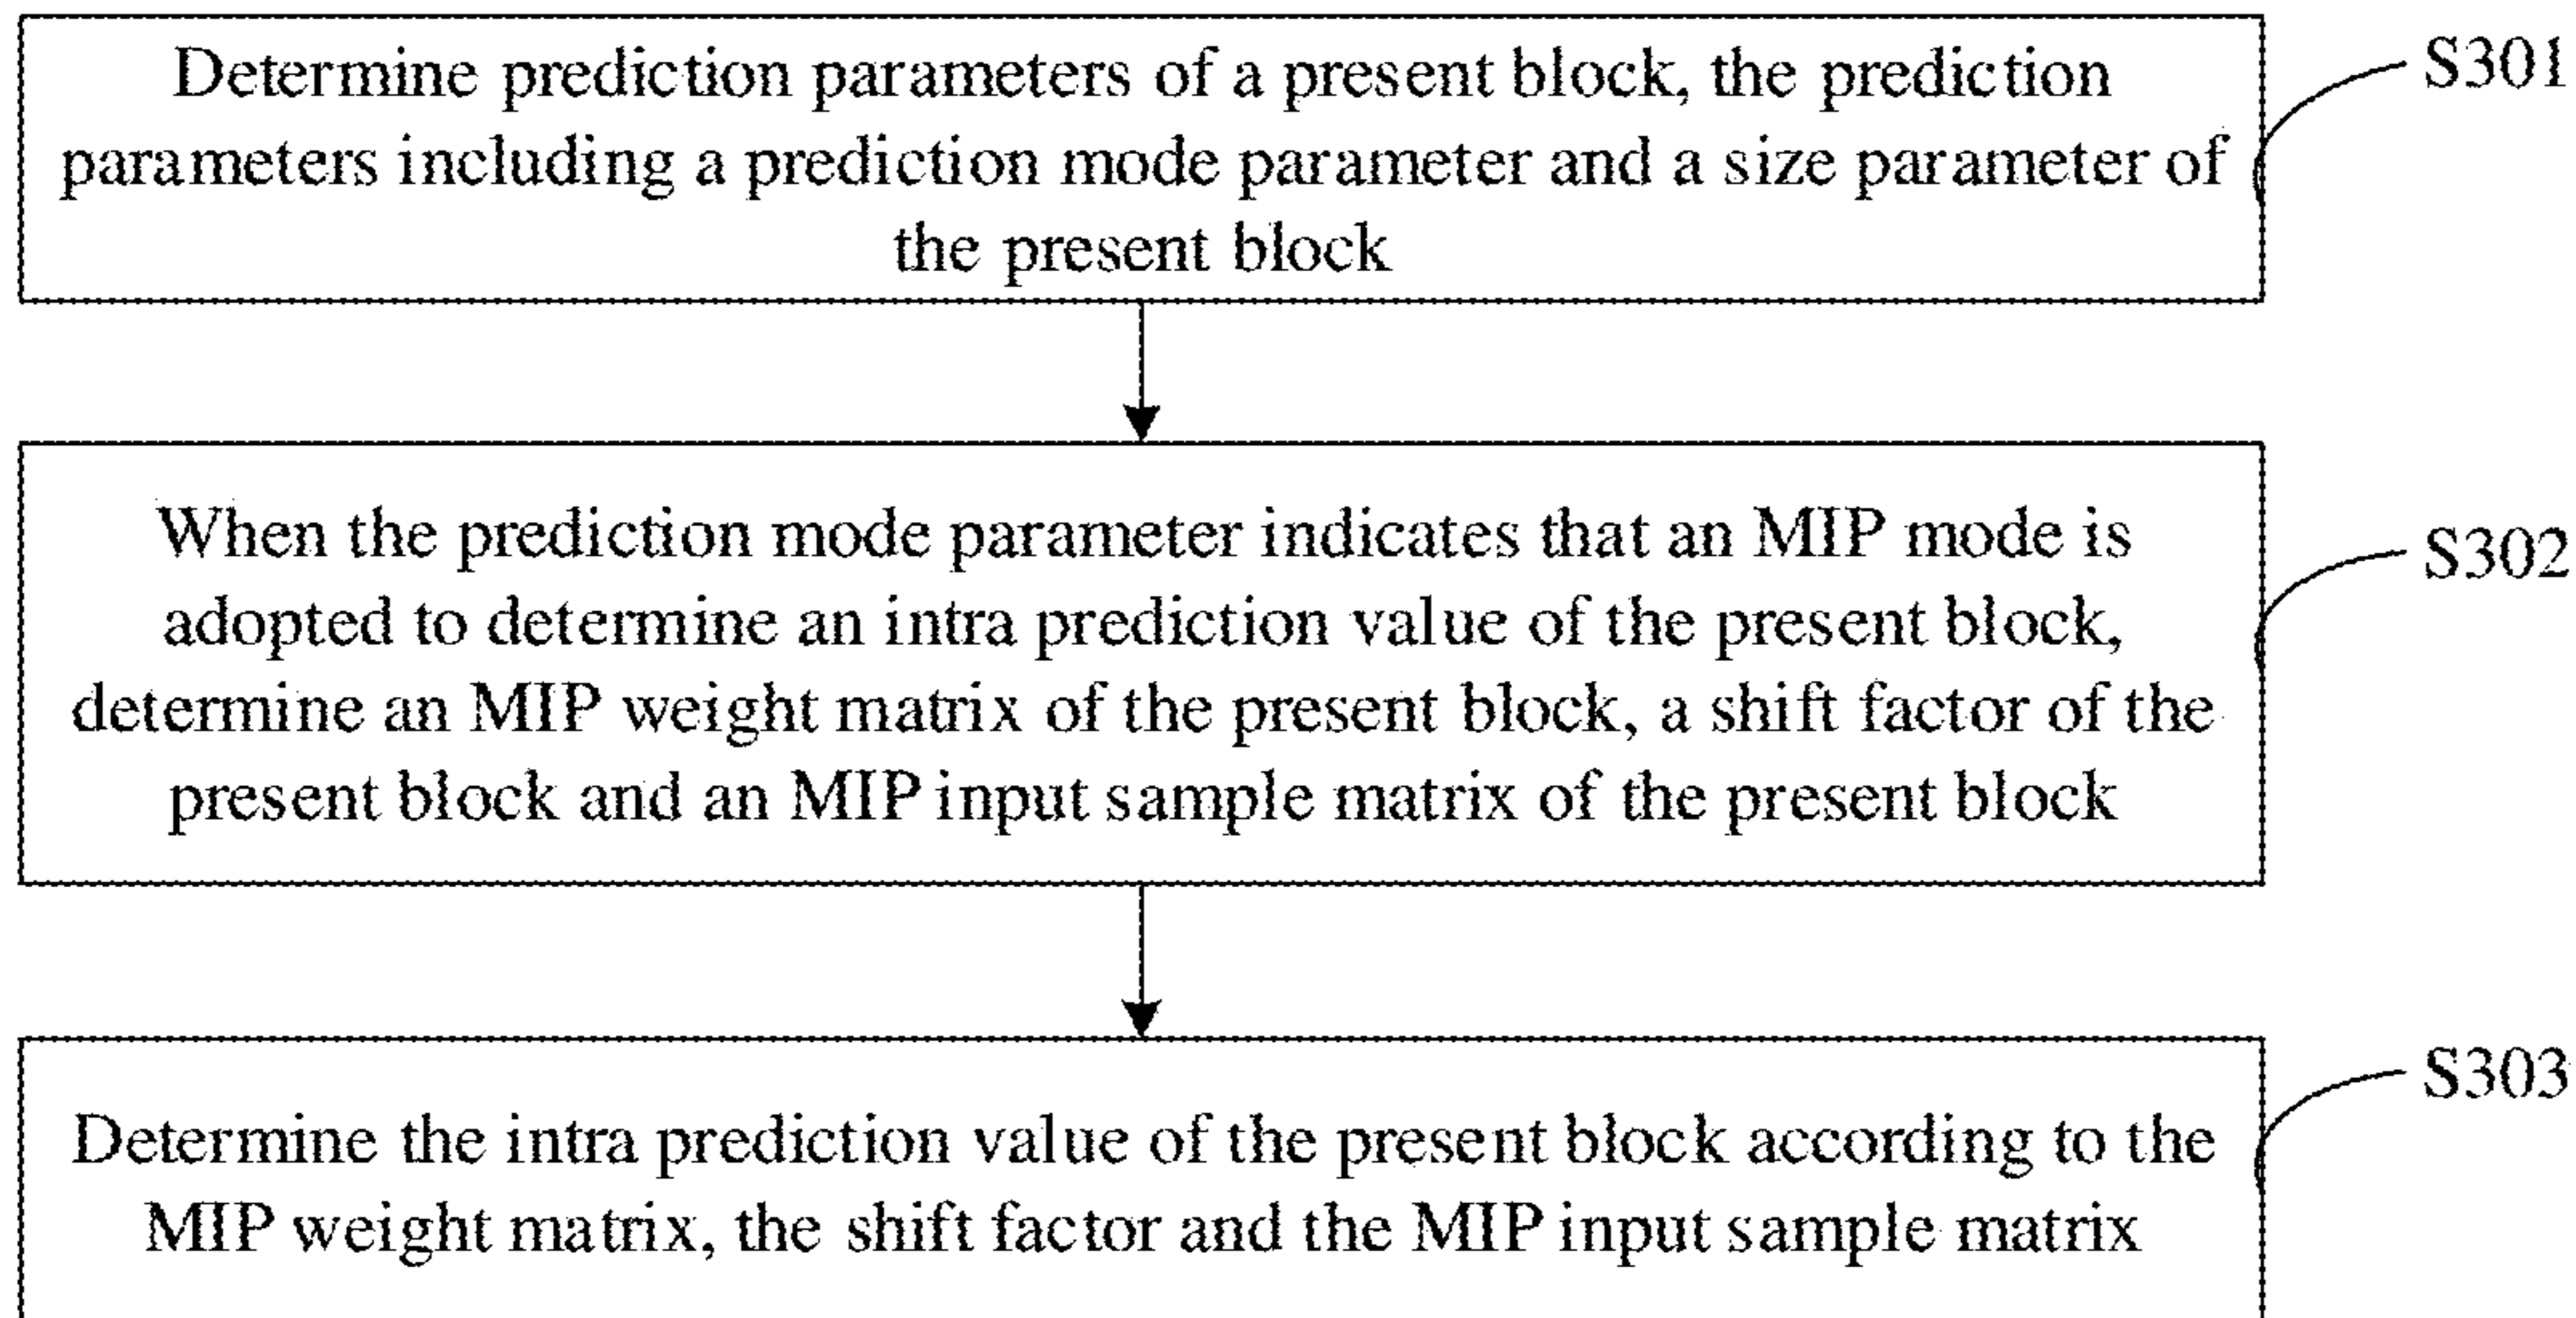 Determine prediction parameters of a present block, the prediction
parameters including a prediction mode parameter and a size parameter of
the present block
S301
When the prediction mode parameter indicates that an MIP mode is
adopted to determine an intra prediction value of the present block,
determine an MIP weight matrix of the present block, a shift factor of the
present block and an MIP input sample matrix of the present block
S302
Determine the intra prediction value of the present block according to the
MIP weight matrix, the shift factor and the MIP input sample matrix
S303